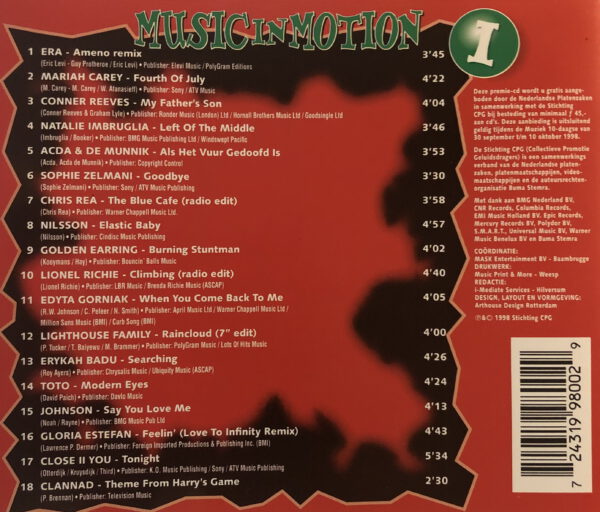 MUSIC IN MOTION
1
1 ERA - Ameno remix 3'45
(Eric Levi - Guy Protheroe / Eric Levi) • Publisher: Elevi Music / PolyGram Editions
2 MARIAH CAREY - Fourth Of July 4'22
(M. Carey - M. Carey / W. Afanasieff) • Publisher: Sony / ATV Music
3 CONNER REEVES - My Father's Son 4'04
(Conner Reeves & Graham Lyle) • Publisher: Rondor Music (London) Ltd / Hornell Brothers Music Ltd / Goodsingle Ltd
4 NATALIE IMBRUGLIA - Left Of The Middle 3'46
(Imbruglia / Booker) • Publisher: BMG Music Publishing Ltd / Windswept Pacific
5 ACDA & DE MUNNIK - Als Het Vuur Gedoofd Is 3'53
(Acda, Acda de Munnik) • Publisher: Copyright Control
6 SOPHIE ZELMANI - Goodbye 3'30
(Sophie Zelmani) • Publisher: Sony / ATV Music Publishing
7 CHRIS REA - The Blue Cafe (radio edit) 3'58
(Chris Rea) • Publisher: Warner Chappell Music Ltd.
8 NILSSON - Elastic Baby 4'57
(Nilsson) • Publisher: Cindisc Music Publishing
9 GOLDEN EARRING - Burning Stuntman 4'02
(Kooymans / Hay) • Publisher: Bouncin' Balls Music
10 LIONEL RICHIE - Climbing (radio edit) 4'40
(Lionel Richie) • Publisher: LBR Music / Brenda Richie Music (ASCAP)
11 EDYTA GORNIAK - When You Come Back To Me 4'05
(R.W. Johnson / C. Poleer / N. Smith) • Publisher: April Music Ltd / Warner Chappell Music Ltd /
Million Suns Music (BMI) / Curb Song (BMI)
12 LIGHTHOUSE FAMILY - Raincloud (7" edit) 4'00
(P. Tucker / T. Baiyewu / M. Brammer) • Publisher: PolyGram Music / Lots Of Hits Music
13 ERYKAH BADU - Searching 4'26
(Roy Ayers) • Publisher: Chrysalis Music / Ubiquity Music (ASCAP)
14 TOTO - Modern Eyes 4'24
(David Paich) • Publisher: Davlo Music
15 JOHNSON - Say You Love Me 4'13
(Noah / Rayne) • Publisher: BMG Music Pub Ltd
16 GLORIA ESTEFAN - Feelin' (Love To Infinity Remix) 4'43
(Lawrence P. Dermer) • Publisher: Foreign Imported Productions & Publishing Inc. (BMI)
17 CLOSE II YOU - Tonight 5'34
(Otterdijk / Kruysdijk / Third) • Publisher: K.O. Music Publishing / Sony / ATV Music Publishing
18 CLANNAD - Theme From Harry's Game 2'30
(P. Brennan) • Publisher: Television Music
Deze premie-cd wordt u gratis aange-
boden door de Nederlandse Platenzaken
in samenwerking met de Stichting
CPG bij besteding van minimaal ƒ 45,-
aan cd's. Deze aanbieding is uitsluitend
geldig tijdens de Muziek 10-daagse van
30 september t/m 10 oktober 1998.
De Stichting CPG (Collectieve Promotie
Geluidsdragers) is een samenwerkings
verband van de Nederlandse platen-
zaken, platenmaatschappijen, video-
maatschappijen en de auteursrechten-
organisatie Buma Stemra.
Met dank aan BMG Nederland BV,
CNR Records, Columbia Records,
EMI Music Holland BV, Epic Records,
Mercury Records BV, Polydor BV,
S.M.A.R.T., Universal Music BV, Warner
Music Benelux BV en Buma Stemra
COÖRDINATIE:
MASK Entertainment BV - Baambrugge
DRUKWERK:
Music Print & More - Weesp
REDACTIE:
I-Mediate Services - Hilversum
DESIGN, LAYOUT EN VORMGEVING:
Arthouse Design Rotterdam
℗&© 1998 Stichting CPG
7 24319 98002 9